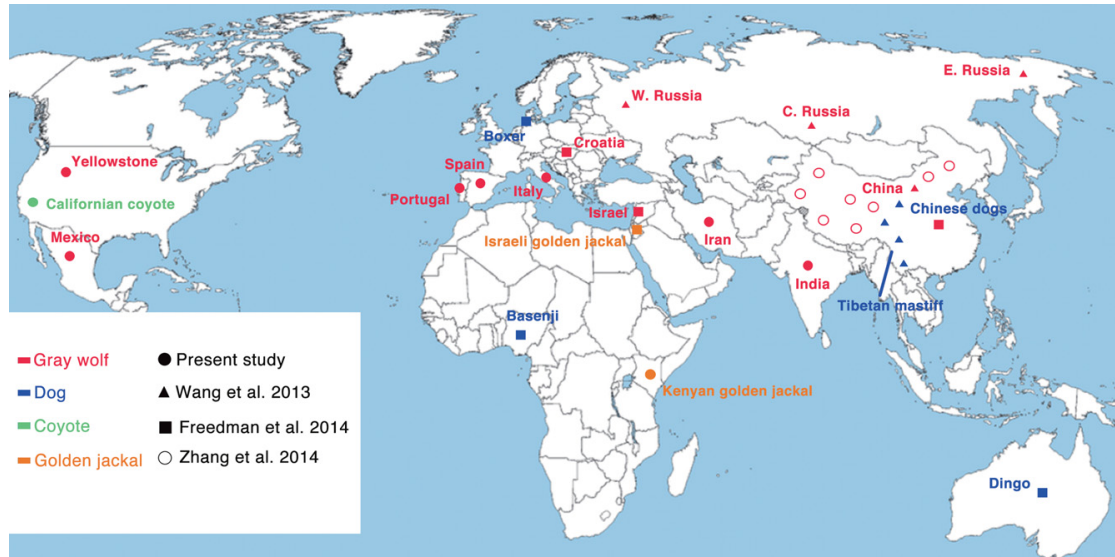 E. Russia
W. Russia
C. Russia
Boxer
Croatia
Yellowstone
Spain
China
Californian coyote
Portugal
Italy
Israel
Chinese dogs
Mexico
Israeli golden jackal
Iran
India
Tibetan mastiff
Basenji
Kenyan golden jackal
Dingo
Gray wolf
Present study
Dog
Wang et al. 2013
Coyote
Freedman et al. 2014
Golden jackal
Zhang et al. 2014